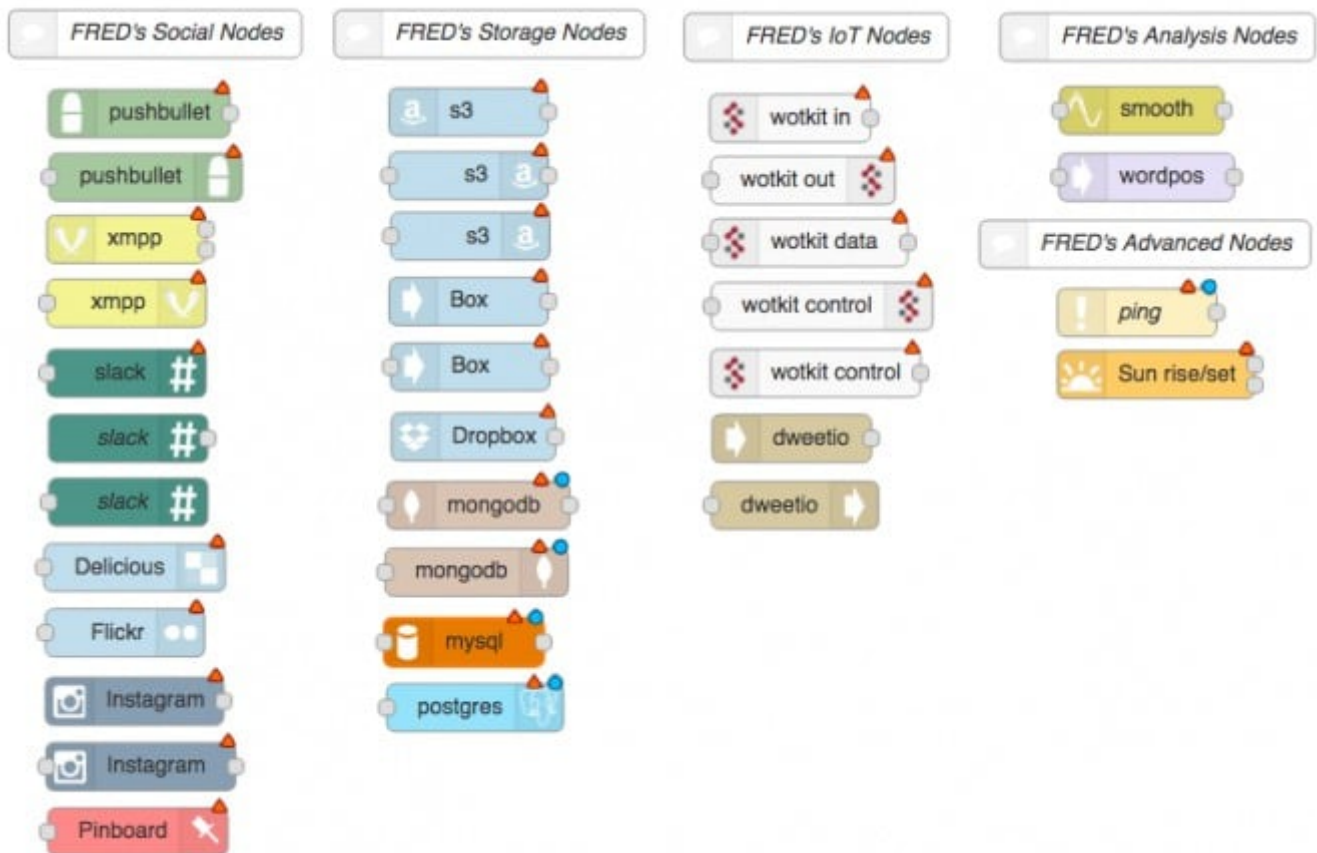 FRED's Social Nodes
pushbullet
pushbullet
xmpp
xmpp
slack
slack
slack
Delicious
Flickr
Instagram
Instagram
Pinboard
FRED's Storage Nodes
s3
s3
s3
Box
Box
Dropbox
mongodb
mongodb
mysql
postgres
FRED's IoT Nodes
wotkit in
wotkit out
wotkit data
wotkit control
wotkit control
dweetio
dweetio
FRED's Analysis Nodes
smooth
wordpos
FRED's Advanced Nodes
ping
Sun rise/set